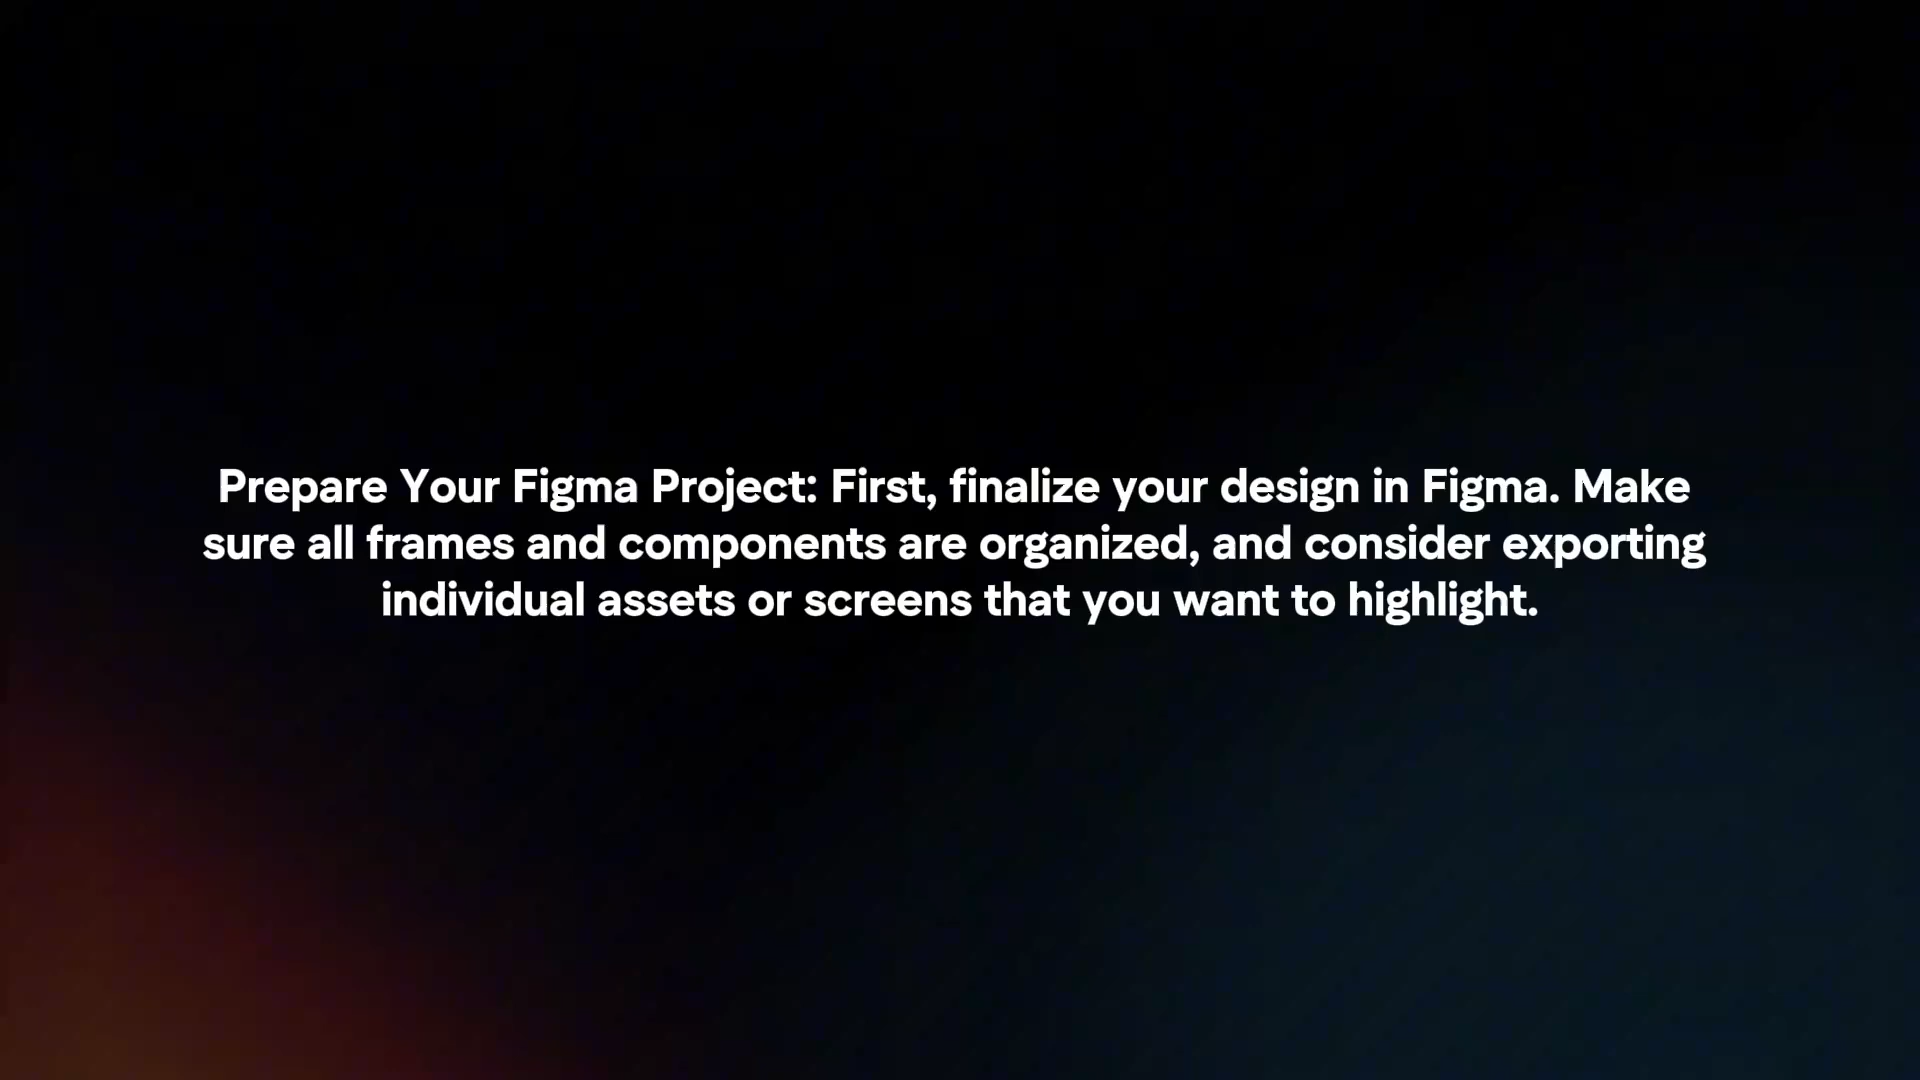 Prepare Your Figma Project: First, finalize your design in Figma. Make
sure all frames and components are organized, and consider exporting
individual assets or screens that you want to highlight.